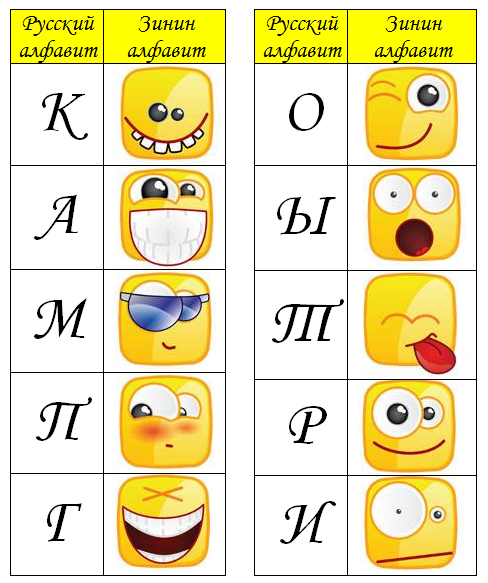 Русский алфавит
Зинин алфавит
К
А
М
П
Г
Русский алфавит
Зинин алфавит
О
Ы
Т
Р
И